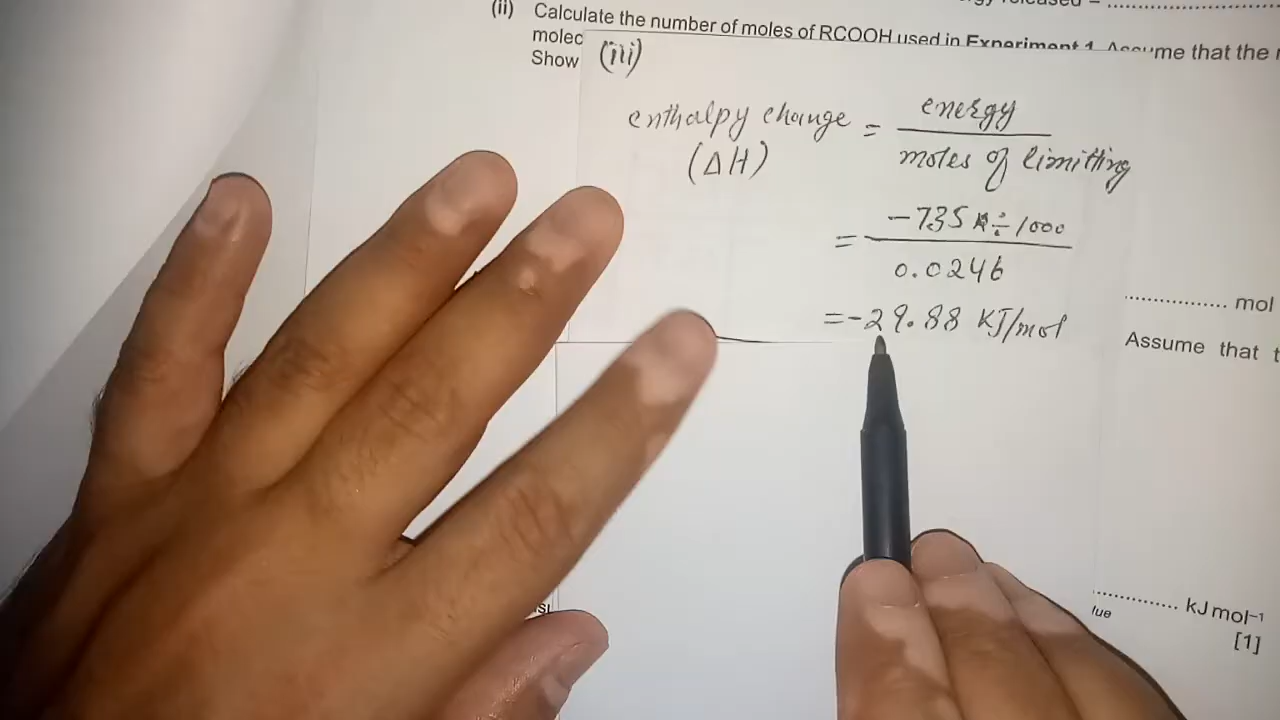 (ii) Calculate the number of moles of RCOOH used in Experiment 1. Assume that the
molec
Show
(iii)
enthalpy change = energy / moles of limitting
(ΔH)
= -735 ÷ 1000 / 0.0246
= -29.88 KJ/mol
mol
Assume that t
lue
kJ mol⁻¹
[1]